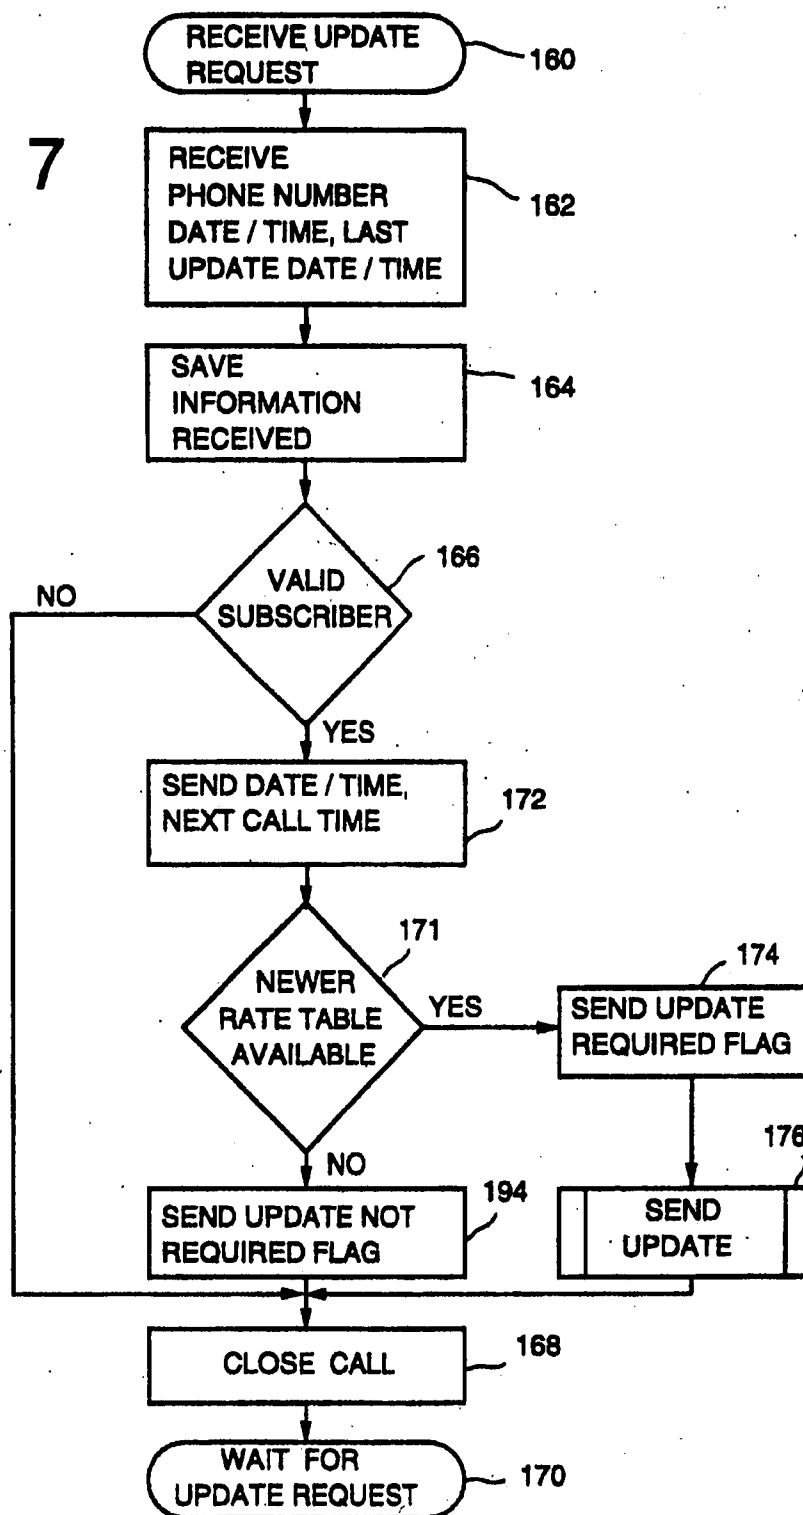 RECEIVE UPDATE
REQUEST
160
7
RECEIVE
PHONE NUMBER
DATE / TIME, LAST
UPDATE DATE / TIME
162
SAVE
INFORMATION
RECEIVED
164
VALID
SUBSCRIBER
166
NO
YES
SEND DATE / TIME,
NEXT CALL TIME
172
NEWER
RATE TABLE
AVAILABLE
171
YES
174
SEND UPDATE
REQUIRED FLAG
NO
176
SEND
UPDATE
SEND UPDATE NOT
REQUIRED FLAG
194
CLOSE CALL
168
WAIT FOR
UPDATE REQUEST
170